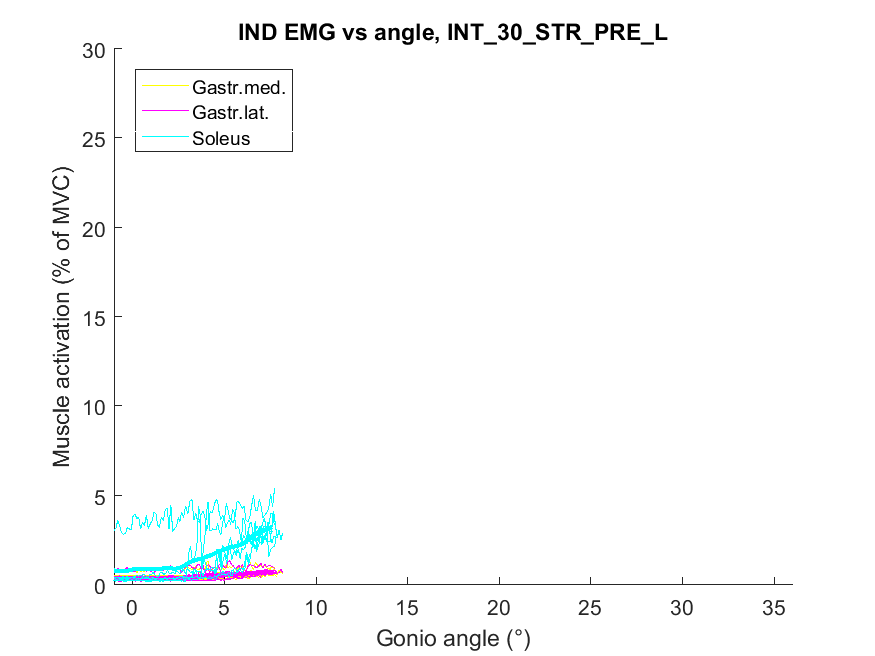 IND EMG vs angle, INT_30_STR_PRE_L
30
25
20
15
10
5
0
Muscle activation (% of MVC)
Gastr.med.
Gastr.lat.
Soleus
0 5 10 15 20 25 30 35
Gonio angle (°)